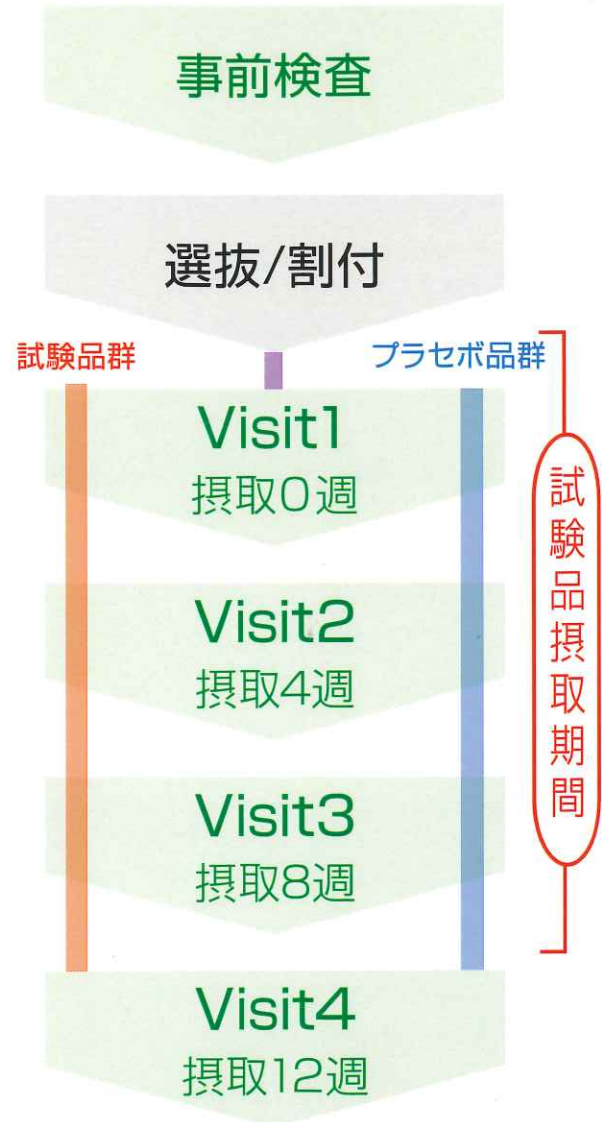 事前検査
選抜/割付
試験品群
プラセボ品群
Visit1
摂取0週
Visit2
摂取4週
Visit3
摂取8週
Visit4
摂取12週
試験品摂取期間